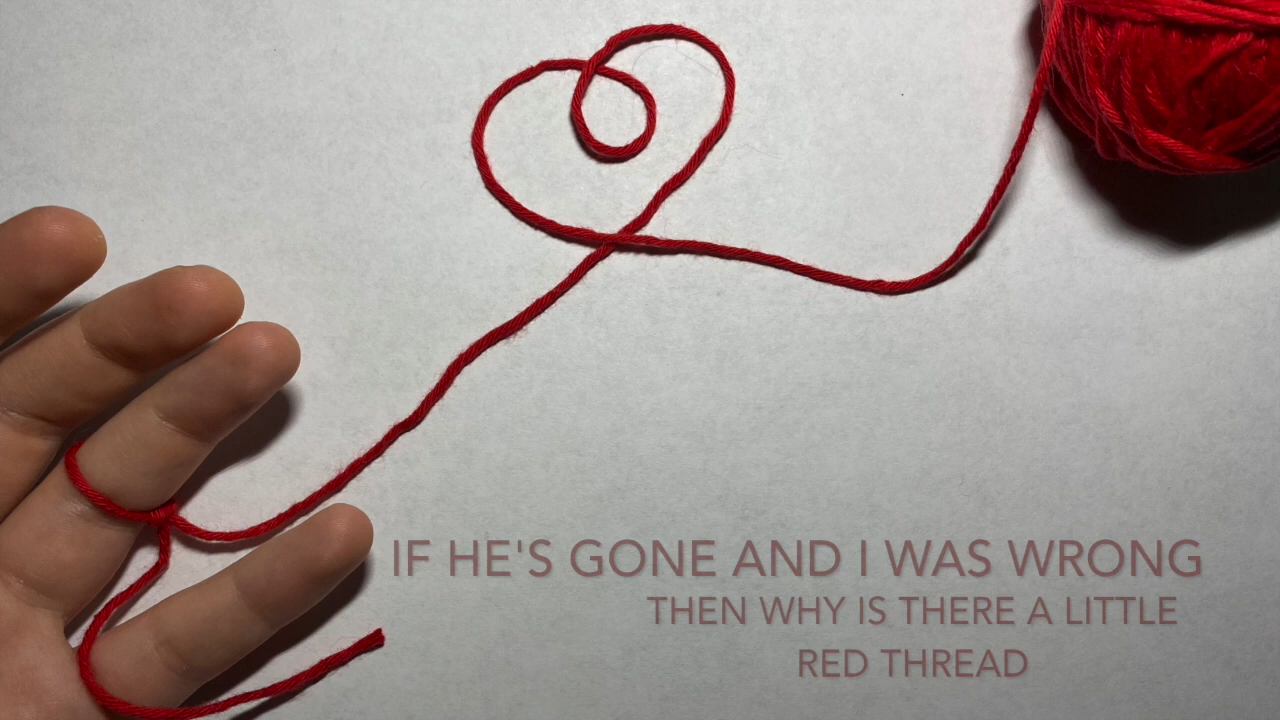 IF HE'S GONE AND I WAS WRONG
THEN WHY IS THERE A LITTLE
RED THREAD